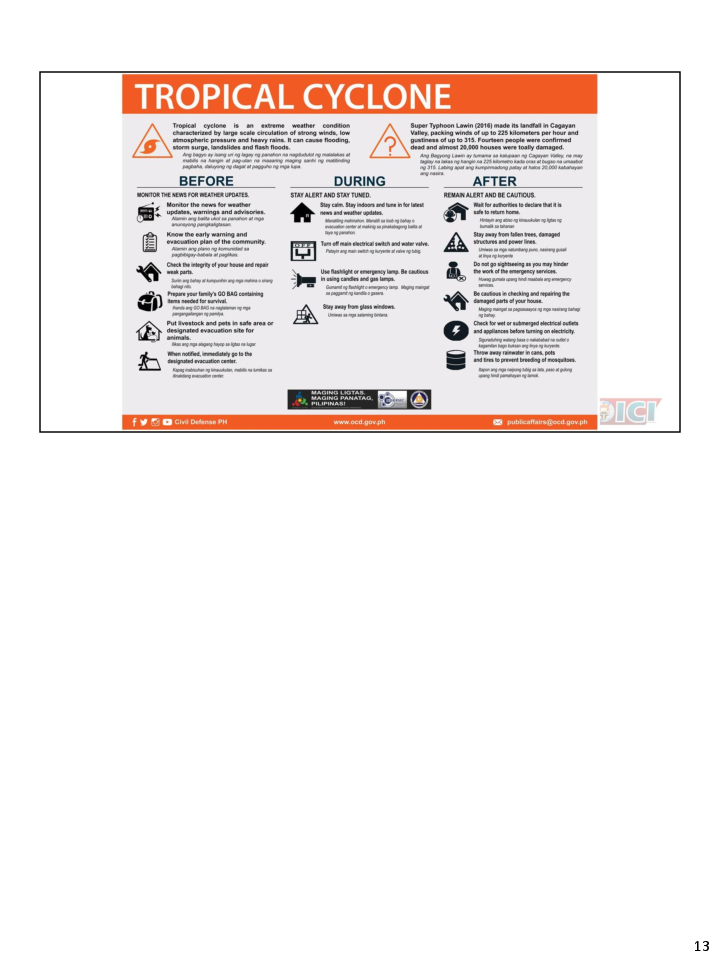 TROPICAL CYCLONE
Tropical cyclone is an extreme weather condition
characterized by large scale circulation of strong winds, low
atmospheric pressure and heavy rains. It can cause flooding,
storm surge, landslides and flash floods.
Ang bagyo ay isang uri ng lagay ng panahon na nagdudulot ng malalakas at
mabilis na hangin at pag-ulan na maaaring maging sanhi ng matinding
pagbaha, daluyong ng dagat at pagguho ng mga lupa.
Super Typhoon Lawin (2016) made its landfall in Cagayan
Valley, packing winds of up to 225 kilometers per hour and
gustiness of up to 315. Fourteen people were confirmed
dead and almost 20,000 houses were toally damaged.
Ang Bagyong Lawin ay tumama sa kalupaan ng Cagayan Valley, na may
taglay na lakas ng hangin na 225 kilometro kada oras at bugso na umaabot
ng 315. Labing apat ang kumpirmadong patay at halos 20,000 kabahayan
ang nasira.
BEFORE
MONITOR THE NEWS FOR WEATHER UPDATES.
Monitor the news for weather
updates, warnings and advisories.
Alamin ang balita ukol sa panahon at mga
anunsyong pangkaligtasan.
Know the early warning and
evacuation plan of the community.
Alamin ang plano ng komunidad sa
pagbibigay-babala at paglikas.
Check the integrity of your house and repair
weak parts.
Suriin ang bahay at kumpunihin ang mga mahina o sirang
bahagi nito.
Prepare your family's GO BAG containing
items needed for survival.
Ihanda ang GO BAG na naglalaman ng mga
pangangailangan ng pamilya.
Put livestock and pets in safe area or
designated evacuation site for
animals.
Ilikas ang mga alagang hayop sa ligtas na lugar.
When notified, immediately go to the
designated evacuation center.
Kapag inabisuhan ng kinauukulan, mabilis na lumikas sa
itinakdang evacuation center.
DURING
STAY ALERT AND STAY TUNED.
Stay calm. Stay indoors and tune in for latest
news and weather updates.
Manatiling mahinahon. Manatili sa loob ng bahay o
evacuation center at makinig sa pinakabagong balita at
taya ng panahon.
OFF
Turn off main electrical switch and water valve.
Patayin ang main switch ng kuryente at valve ng tubig.
Use flashlight or emergency lamp. Be cautious
in using candles and gas lamps.
Gumamit ng flashlight o emergency lamp. Maging maingat
sa paggamit ng kandila o gasera.
Stay away from glass windows.
Umiwas sa mga salaming bintana.
AFTER
REMAIN ALERT AND BE CAUTIOUS.
Wait for authorities to declare that it is
safe to return home.
Hintayin ang abiso ng kinauukulan ng ligtas ng
bumalik sa tahanan
Stay away from fallen trees, damaged
structures and power lines.
Umiwas sa mga natumbang puno, nasirang gusali
at linya ng kuryente
Do not go sightseeing as you may hinder
the work of the emergency services.
Huwag gumala upang hindi maabala ang emergency
services.
Be cautious in checking and repairing the
damaged parts of your house.
Maging maingat sa pagsasaayos ng mga nasirang bahagi
ng bahay.
Check for wet or submerged electrical outlets
and appliances before turning on electricity.
Siguraduhing walang basa o nakababad na outlet o
kagamitan bago buksan ang linya ng kuryente.
Throw away rainwater in cans, pots
and tires to prevent breeding of mosquitoes.
Itapon ang mga naipong tubig sa lata, paso at gulong
upang hindi pamahayan ng lamok.
MAGING LIGTAS.
MAGING PANATAG,
PILIPINAS!
Civil Defense PH
www.ocd.gov.ph
publicaffairs@ocd.gov.ph
ICI
13